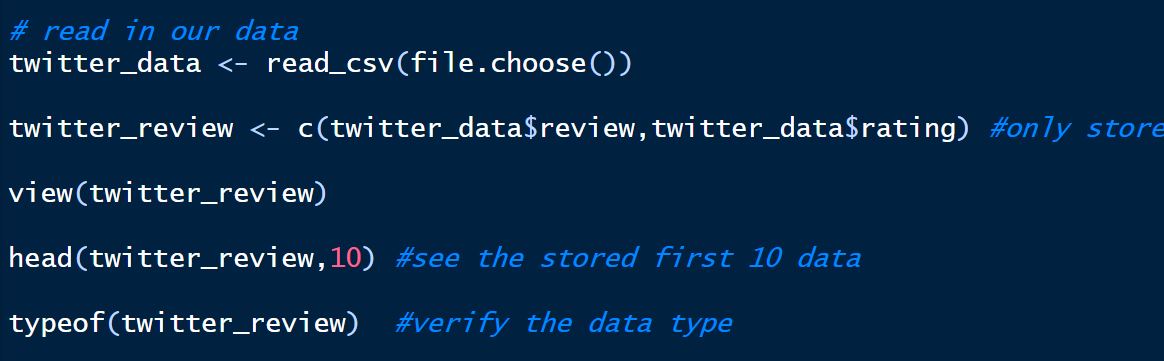 # read in our data
twitter_data <- read_csv(file.choose())
twitter_review <- c(twitter_data$review,twitter_data$rating) #only store
view(twitter_review)
head(twitter_review,10) #see the stored first 10 data
typeof(twitter_review)  #verify the data type